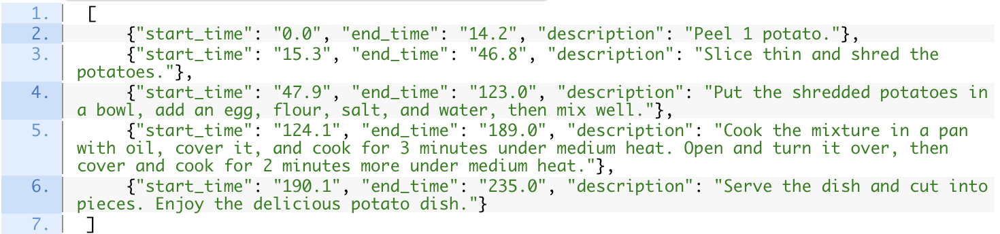 1. [
2. {"start_time": "0.0", "end_time": "14.2", "description": "Peel 1 potato."},
3. {"start_time": "15.3", "end_time": "46.8", "description": "Slice thin and shred the
potatoes."},
4. {"start_time": "47.9", "end_time": "123.0", "description": "Put the shredded potatoes in
a bowl, add an egg, flour, salt, and water, then mix well."},
5. {"start_time": "124.1", "end_time": "189.0", "description": "Cook the mixture in a pan
with oil, cover it, and cook for 3 minutes under medium heat. Open and turn it over, then
cover and cook for 2 minutes more under medium heat."},
6. {"start_time": "190.1", "end_time": "235.0", "description": "Serve the dish and cut into
pieces. Enjoy the delicious potato dish."}
7. ]